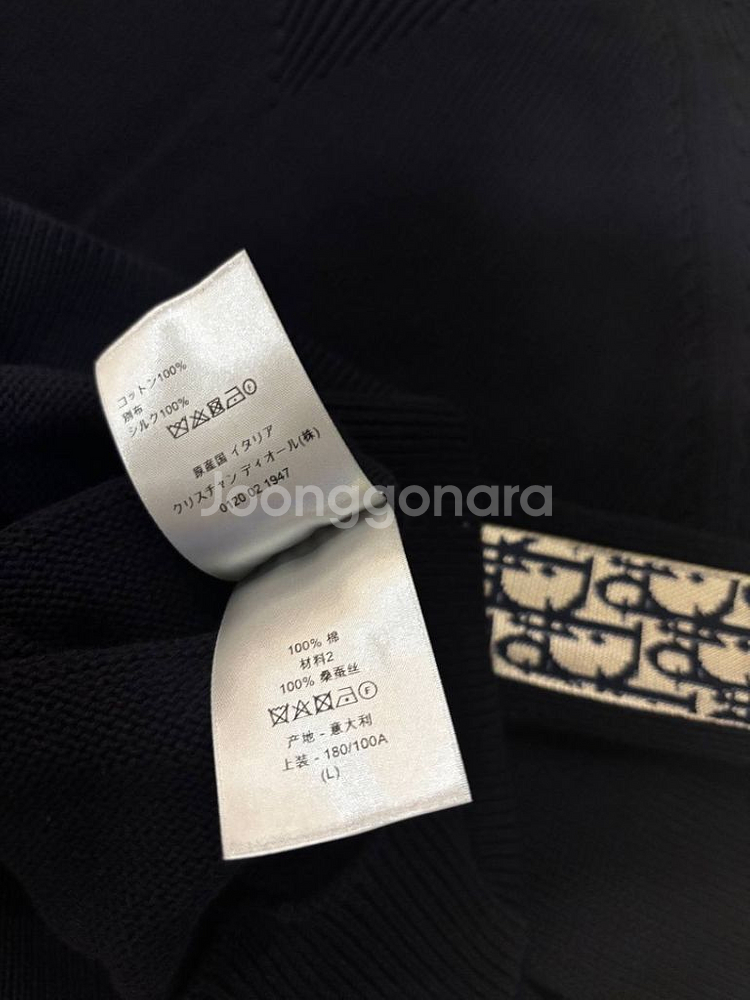 コットン100%
別布
シルク100%
F
原産国 イタリア
クリスチャン ディオール(株)
0120 02 1947
Joonggonara
100% 棉
材料2
100% 桑蚕丝
F
产地 - 意大利
上装 - 180/100A
(L)